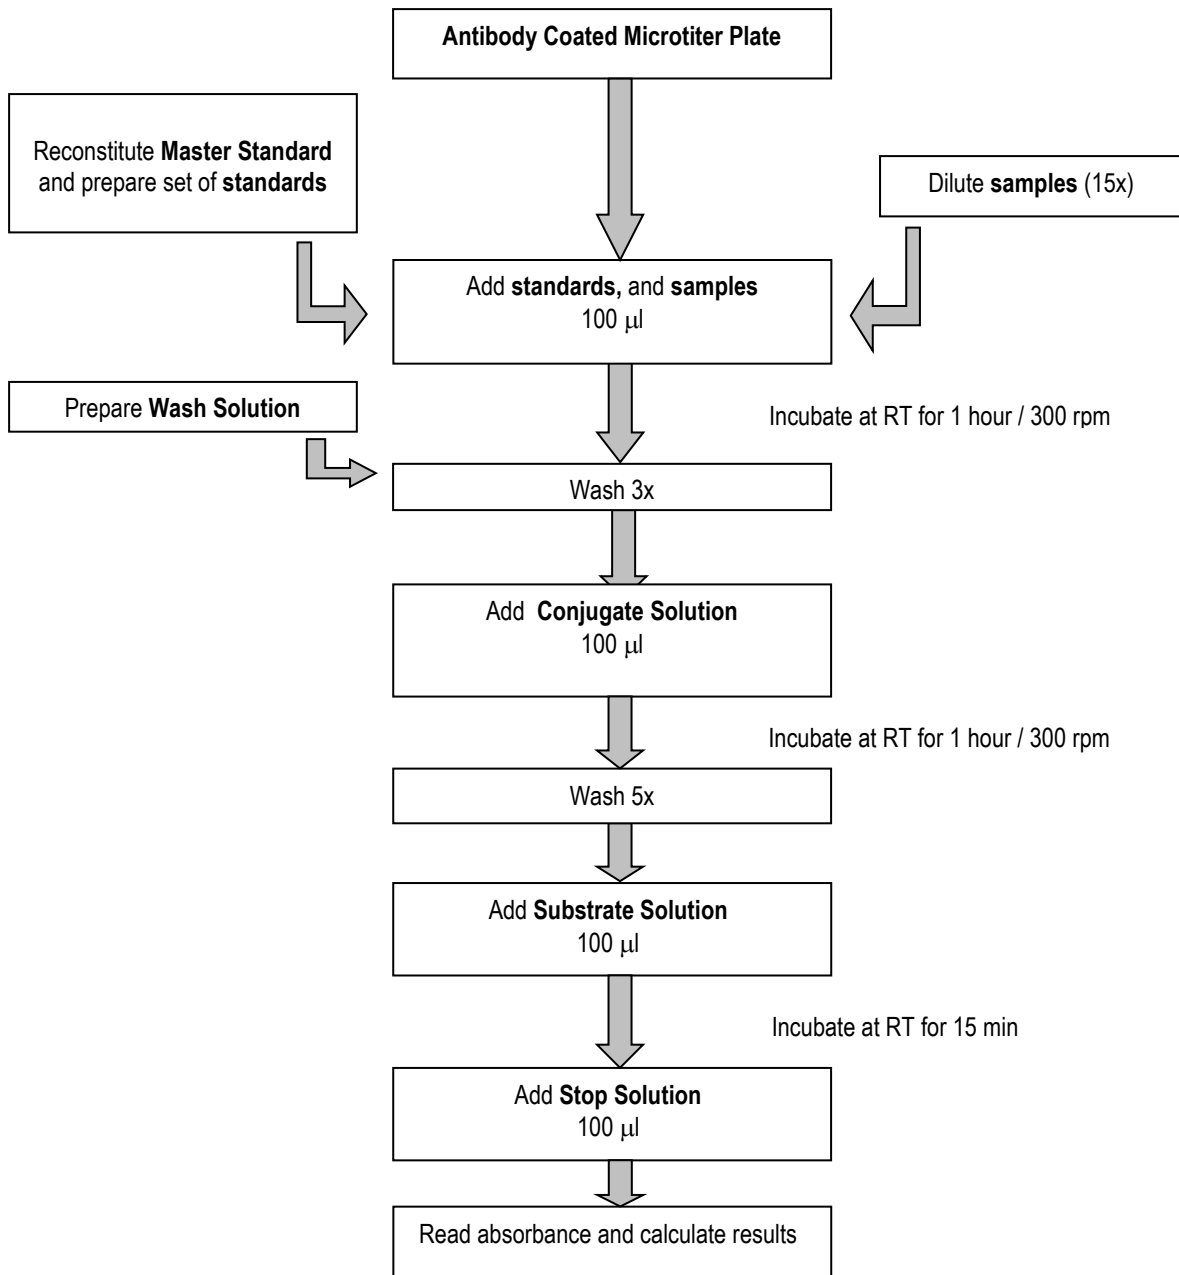 Antibody Coated Microtiter Plate
Reconstitute Master Standard
and prepare set of standards
Dilute samples (15x)
Add standards, and samples
100 μl
Prepare Wash Solution
Incubate at RT for 1 hour / 300 rpm
Wash 3x
Add Conjugate Solution
100 μl
Incubate at RT for 1 hour / 300 rpm
Wash 5x
Add Substrate Solution
100 μl
Incubate at RT for 15 min
Add Stop Solution
100 μl
Read absorbance and calculate results